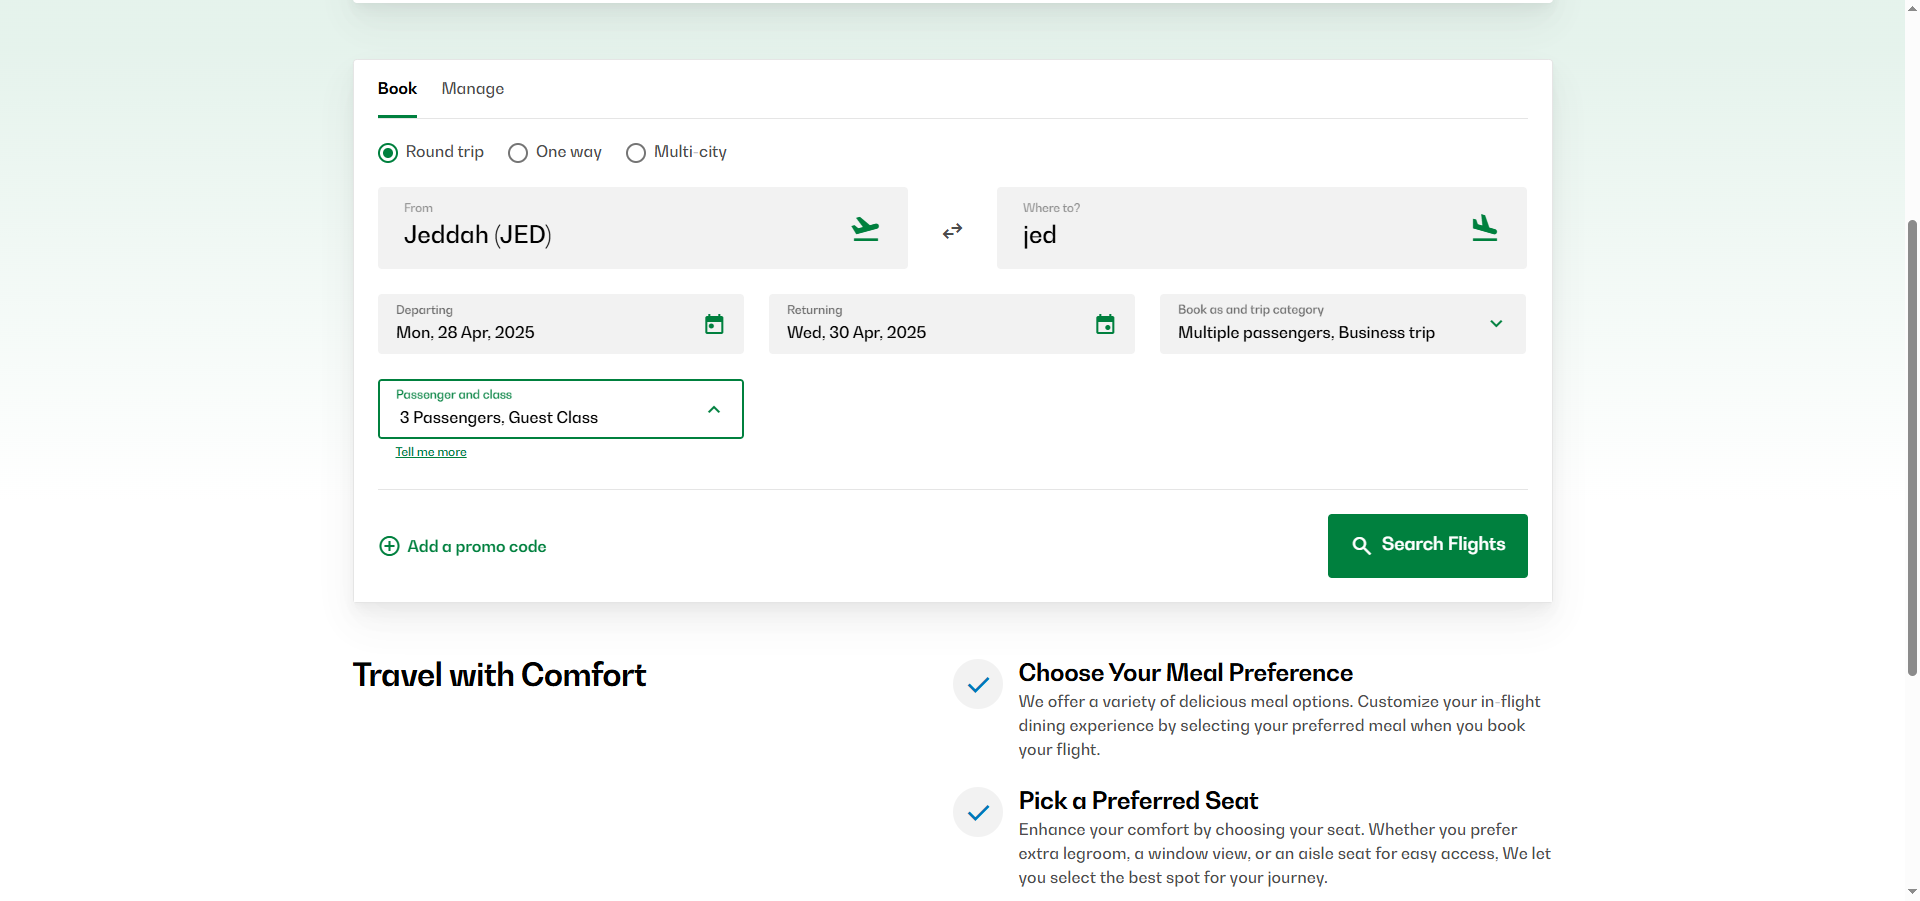 Book
Manage
Round trip
One way
Multi-city
From
Jeddah (JED)
Where to?
jed
Departing
Mon, 28 Apr, 2025
Returning
Wed, 30 Apr, 2025
Book as and trip category
Multiple passengers, Business trip
Passenger and class
3 Passengers, Guest Class
Tell me more
Add a promo code
Search Flights
Travel with Comfort
Choose Your Meal Preference
We offer a variety of delicious meal options. Customize your in-flight
dining experience by selecting your preferred meal when you book
your flight.
Pick a Preferred Seat
Enhance your comfort by choosing your seat. Whether you prefer
extra legroom, a window view, or an aisle seat for easy access, We let
you select the best spot for your journey.